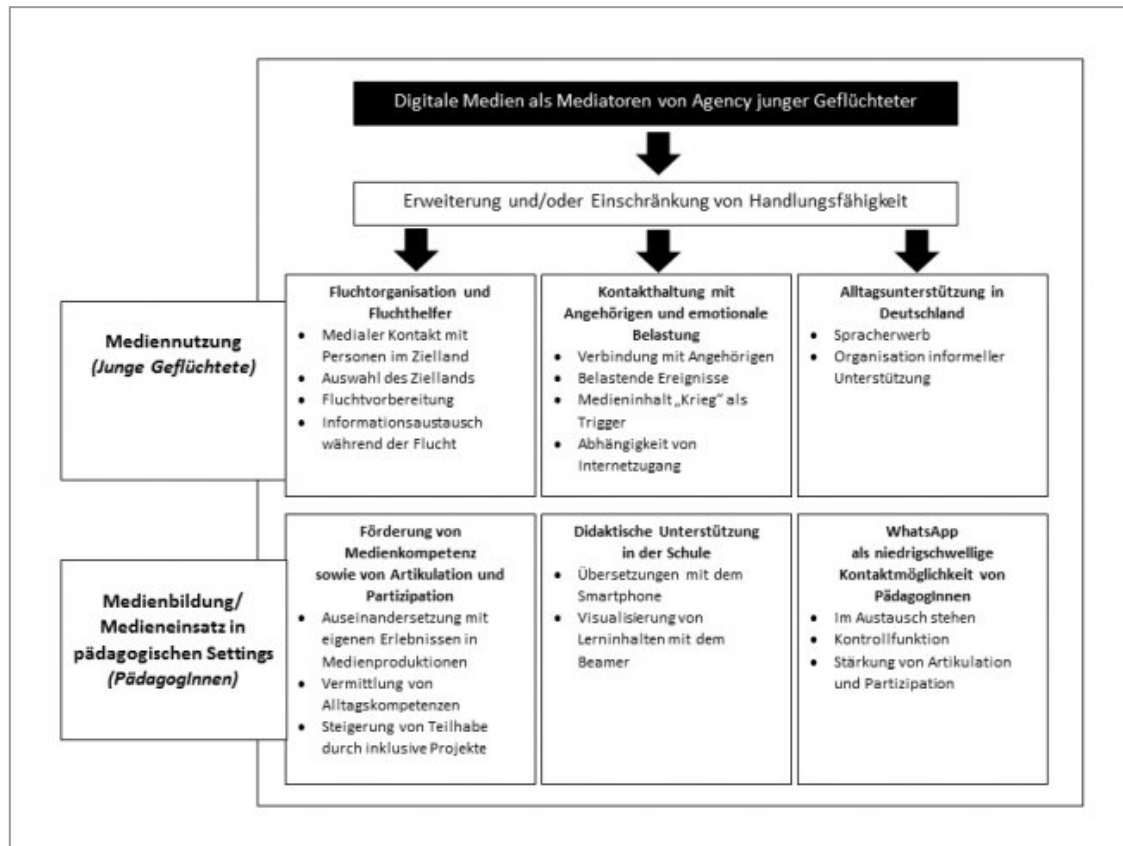 Digitale Medien als Mediatoren von Agency junger Geflüchteter
Erweiterung und/oder Einschränkung von Handlungsfähigkeit
Mediennutzung
(Junge Geflüchtete)
Fluchtorganisation und
Fluchthelfer
• Medialer Kontakt mit
Personen im Zielland
• Auswahl des Ziellands
• Fluchtvorbereitung
• Informationsaustausch
während der Flucht
Kontakthaltung mit
Angehörigen und emotionale
Belastung
• Verbindung mit Angehörigen
• Belastende Ereignisse
• Medieninhalt „Krieg" als
Trigger
• Abhängigkeit von
Internetzugang
Alltagsunterstützung in
Deutschland
• Spracherwerb
• Organisation informeller
Unterstützung
Medienbildung/
Medieneinsatz in
pädagogischen Settings
(PädagogInnen)
Förderung von
Medienkompetenz
sowie von Artikulation und
Partizipation
• Auseinandersetzung mit
eigenen Erlebnissen in
Medienproduktionen
• Vermittlung von
Alltagskompetenzen
• Steigerung von Teilhabe
durch inklusive Projekte
Didaktische Unterstützung
in der Schule
• Übersetzungen mit dem
Smartphone
• Visualisierung von
Lerninhalten mit dem
Beamer
WhatsApp
als niedrigschwellige
Kontaktmöglichkeit von
PädagogInnen
• Im Austausch stehen
• Kontrollfunktion
• Stärkung von Artikulation
und Partizipation